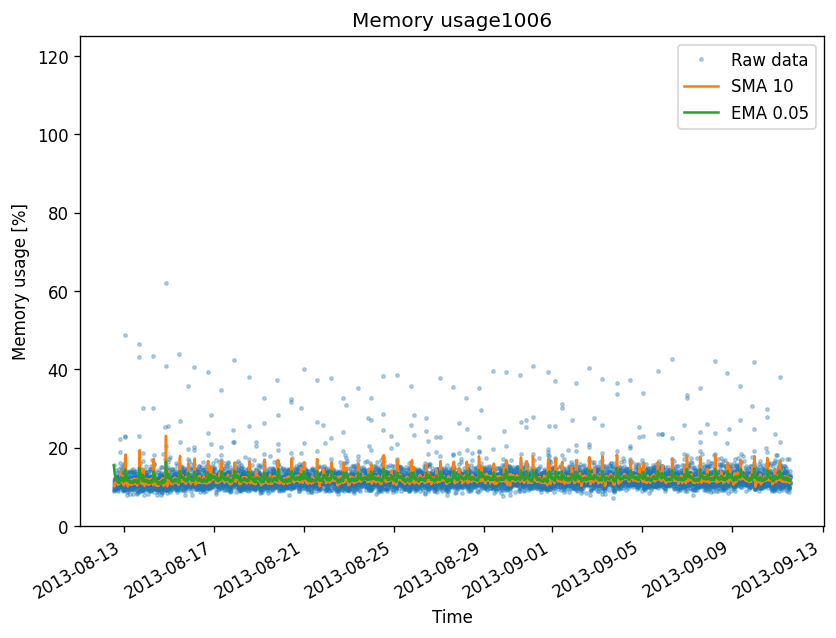 Memory usage1006
120
100
80
60
40
20
0
Memory usage [%]
Raw data
SMA 10
EMA 0.05
2013-08-13
2013-08-17
2013-08-21
2013-08-25
2013-08-29
2013-09-01
2013-09-05
2013-09-09
2013-09-13
Time